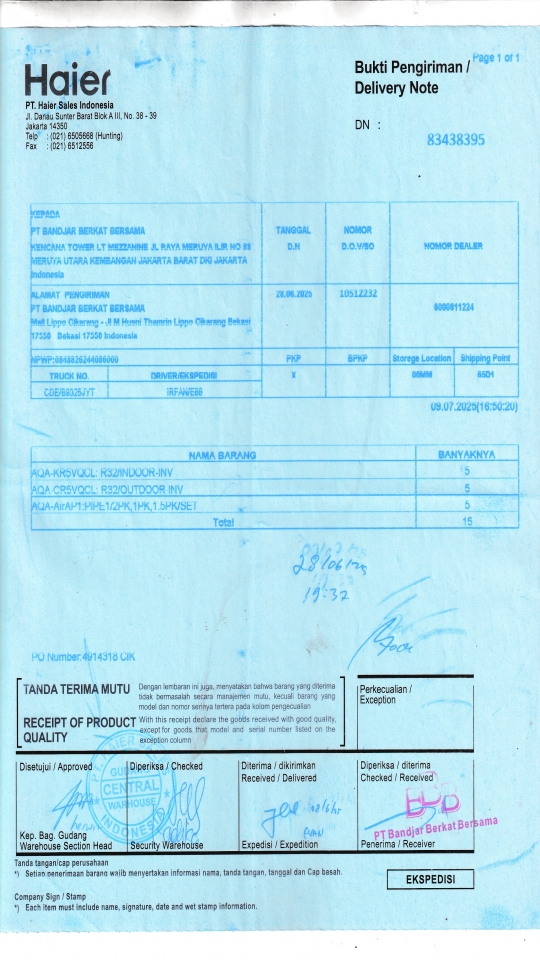 Page 1 of 1
Haier
Bukti Pengiriman /
Delivery Note
PT. Haier Sales Indonesia
Jl. Danau Sunter Barat Blok A III, No. 38 - 39
Jakarta 14350
Telp : (021) 6505668 (Hunting)
Fax : (021) 6512556
DN :
83438395
KEPADA
PT BANDJAR BERKAT BERSAMA
KENCANA TOWER LT MEZZANINE JL RAYA MERUYA ILIR NO 88
MERUYA UTARA KEMBANGAN JAKARTA BARAT DKI JAKARTA
Indonesia
TANGGAL
D.N
NOMOR
D.O.V/SO
NOMOR DEALER
ALAMAT PENGIRIMAN
PT BANDJAR BERKAT BERSAMA
Mall Lippo Cikarang - Jl M Husni Thamrin Lippo Cikarang Bekasi
17550 Bekasi 17550 Indonesia
28.06.2025
10512232
NPWP:
PKP
BPKP
Storege Location
Shipping Point
TRUCK NO.
DRIVER/EKSPEDISI
X
09.07.2025(16:50:20)
NAMA BARANG BANYAKNYA
AQA-KR5VQCL: R32/INDOOR-INV 5
AQA-CR5VQCL: R32/OUTDOOR INV 5
AQA-AirAP1:PIPE1/2PK,1PK,1.5PK/SET 5
Total 15
19:37
PO Number:4914318 CIK
TANDA TERIMA MUTU
Dengan lembaran ini juga, menyatakan bahwa barang yang diterima
tidak bermasalah secara manajemen mutu, kecuali barang yang
model dan nomor serinya tertera pada kolom pengecualian
RECEIPT OF PRODUCT
QUALITY
With this receipt declare the goods received with good quality,
except for goods that model and serial number listed on the
exception column
Perkecualian /
Exception
Disetujui / Approved
Kep. Bag. Gudang
Warehouse Section Head
Diperiksa / Checked
GUDANG
CENTRAL
WAREHOUSE
INDONESIA
Security Warehouse
Diterima / dikirimkan
Received / Delivered
Expedisi / Expedition
Diperiksa / diterima
Checked / Received
BBB
PT Bandjar Berkat Bersama
Penerima / Receiver
Tanda tangan/cap perusahaan
*) Setian penerimaan barang wajib menyertakan informasi nama, tanda tangan, tanggal dan Cap basah.
EKSPEDISI
Company Sign / Stamp
*) Each item must include name, signature, date and wet stamp information.